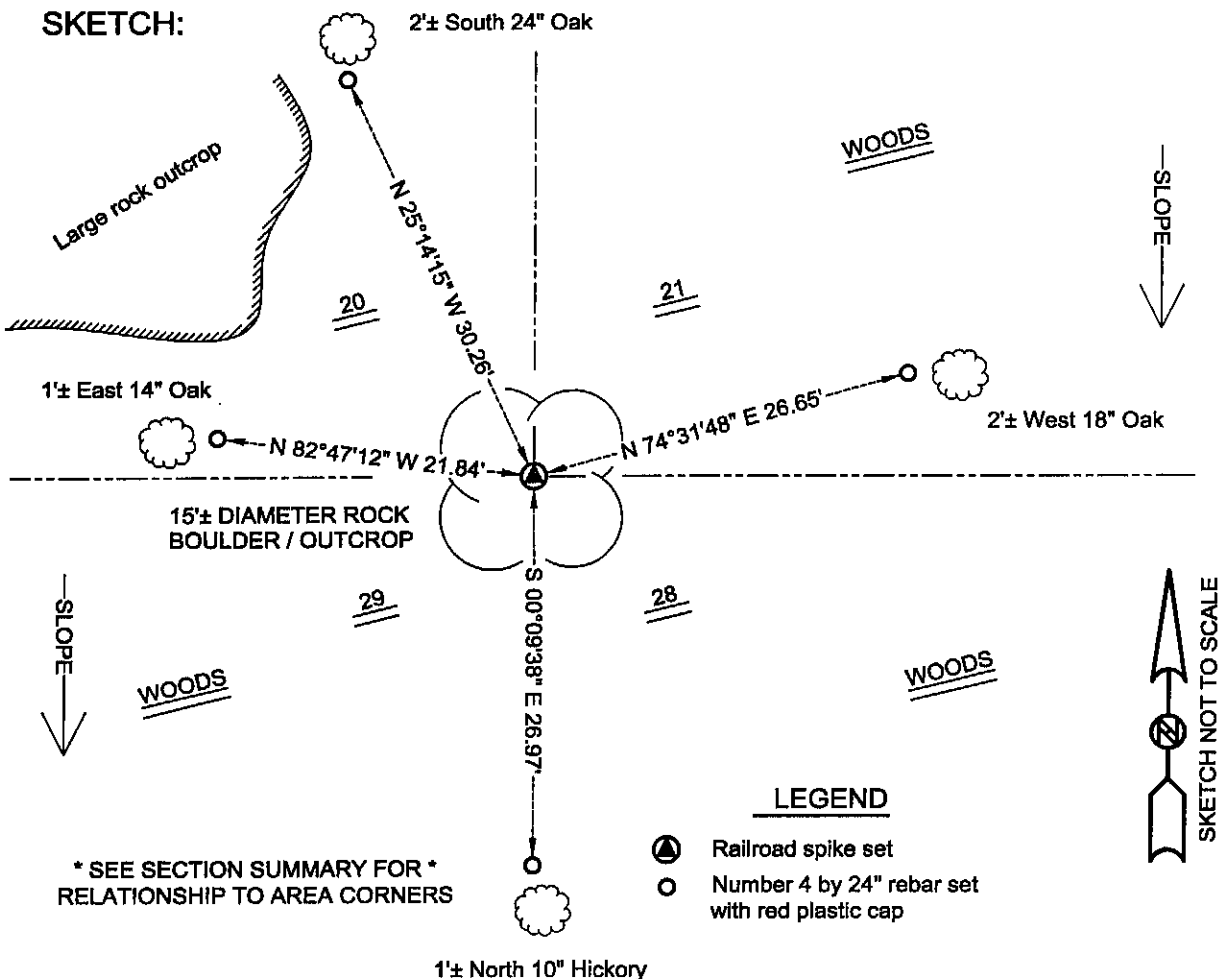 SKETCH:
2'± South 24" Oak
Large rock outcrop
WOODS
SLOPE
N 25°14'15" W 30.26'
20
21
1'± East 14" Oak
N 82°47'12" W 21.84'
N 74°31'48" E 26.65'
2'± West 18" Oak
15'± DIAMETER ROCK
BOULDER / OUTCROP
S 00°09'38" E 26.97'
29
28
SLOPE
WOODS
WOODS
N
SKETCH NOT TO SCALE
LEGEND
Railroad spike set
Number 4 by 24" rebar set
with red plastic cap
* SEE SECTION SUMMARY FOR *
RELATIONSHIP TO AREA CORNERS
1'± North 10" Hickory